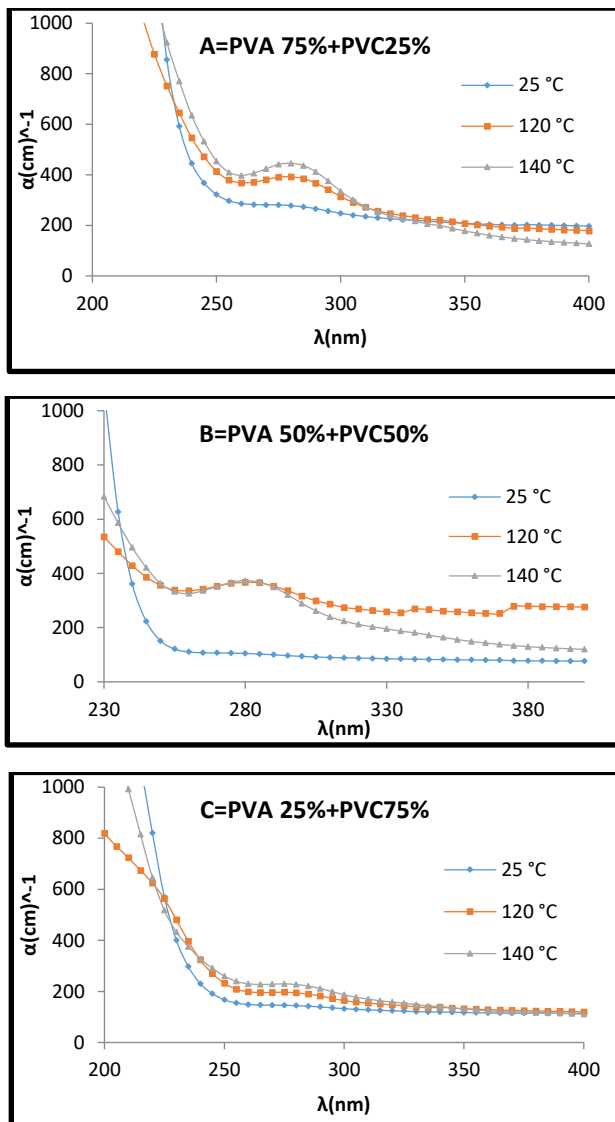 A=PVA 75%+PVC25%
α(cm)^-1
1000
800
600
400
200
0
25 °C
120 °C
140 °C
200 250 300 350 400
λ(nm)
B=PVA 50%+PVC50%
α(cm)^-1
1000
800
600
400
200
0
25 °C
120 °C
140 °C
230 280 330 380
λ(nm)
C=PVA 25%+PVC75%
α(cm)^-1
1000
800
600
400
200
0
25 °C
120 °C
140 °C
200 250 300 350 400
λ(nm)